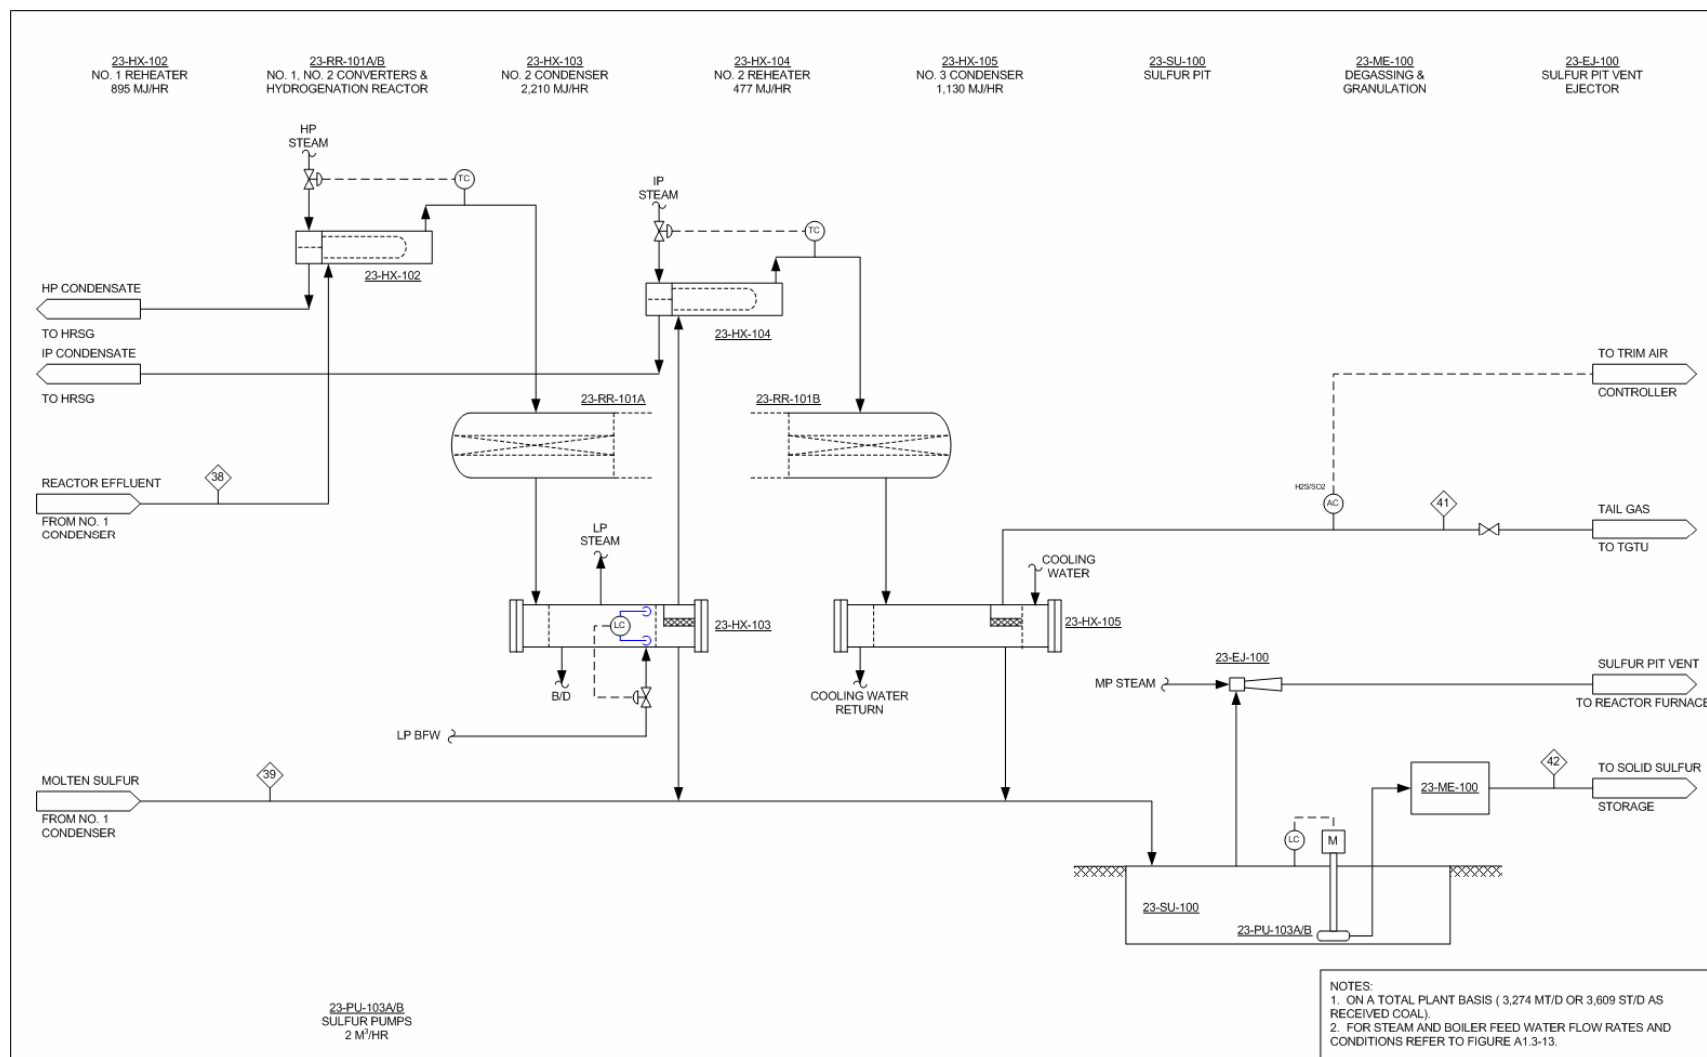 23-HX-102
NO. 1 REHEATER
895 MJ/HR
23-RR-101A/B
NO. 1, NO. 2 CONVERTERS &
HYDROGENATION REACTOR
23-HX-103
NO. 2 CONDENSER
2,210 MJ/HR
23-HX-104
NO. 2 REHEATER
477 MJ/HR
23-HX-105
NO. 3 CONDENSER
1,130 MJ/HR
23-SU-100
SULFUR PIT
23-ME-100
DEGASSING &
GRANULATION
23-EJ-100
SULFUR PIT VENT
EJECTOR
HP
STEAM
TC
IP
STEAM
TC
23-HX-102
HP CONDENSATE
TO HRSG
23-HX-104
IP CONDENSATE
TO HRSG
TO TRIM AIR
CONTROLLER
23-RR-101A
23-RR-101B
REACTOR EFFLUENT
38
FROM NO. 1
CONDENSER
H2S/SO2
AC
41
TAIL GAS
TO TGTU
LP
STEAM
COOLING
WATER
LC
23-HX-103
23-HX-105
B/D
COOLING WATER
RETURN
LP BFW
23-EJ-100
MP STEAM
SULFUR PIT VENT
TO REACTOR FURNACE
MOLTEN SULFUR
39
FROM NO. 1
CONDENSER
23-ME-100
42
TO SOLID SULFUR
STORAGE
LC
M
23-SU-100
23-PU-103A/B
23-PU-103A/B
SULFUR PUMPS
2 M³/HR
NOTES:
1. ON A TOTAL PLANT BASIS ( 3,274 MT/D OR 3,609 ST/D AS
RECEIVED COAL).
2. FOR STEAM AND BOILER FEED WATER FLOW RATES AND
CONDITIONS REFER TO FIGURE A1.3-13.